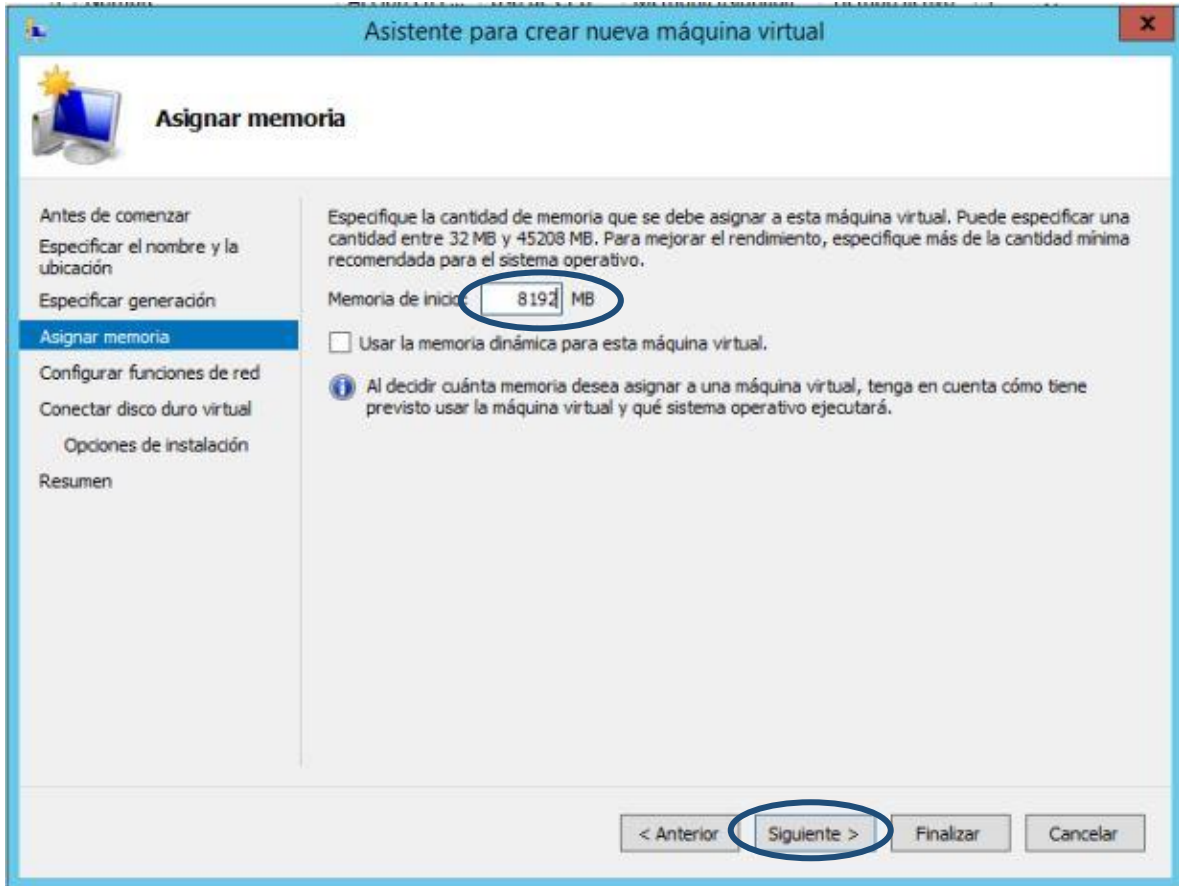 Asistente para crear nueva máquina virtual
x
Asignar memoria
Antes de comenzar
Especificar el nombre y la
ubicación
Especificar generación
Asignar memoria
Configurar funciones de red
Conectar disco duro virtual
Opciones de instalación
Resumen
Especifique la cantidad de memoria que se debe asignar a esta máquina virtual. Puede especificar una
cantidad entre 32 MB y 45208 MB. Para mejorar el rendimiento, especifique más de la cantidad mínima
recomendada para el sistema operativo.
Memoria de inicio: 8192 MB
Usar la memoria dinámica para esta máquina virtual.
Al decidir cuánta memoria desea asignar a una máquina virtual, tenga en cuenta cómo tiene
previsto usar la máquina virtual y qué sistema operativo ejecutará.
< Anterior Siguiente > Finalizar Cancelar